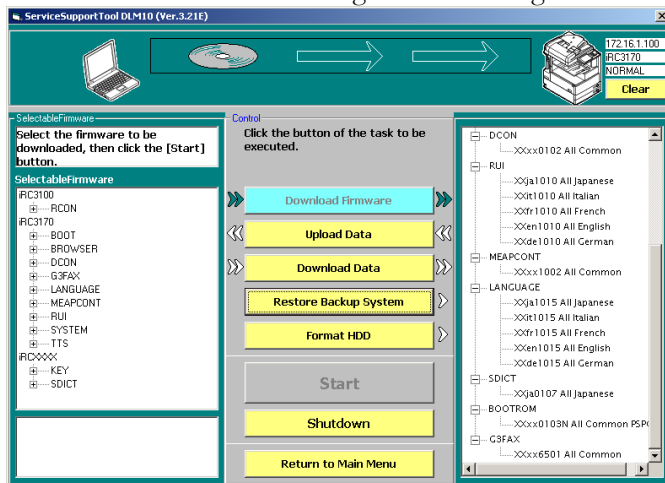 ServiceSupportTool DLM10 (Ver.3.21E)
172.16.1.100
iRC3170
NORMAL
Clear
SelectableFirmware
Select the firmware to be
downloaded, then click the [Start]
button.
SelectableFirmware
iRC3100
RCON
iRC3170
BOOT
BROWSER
DCON
G3FAX
LANGUAGE
MEAPCONT
RUI
SYSTEM
TTS
iRCXXXX
KEY
SDICT
Control
Click the button of the task to be
executed.
Download Firmware
Upload Data
Download Data
Restore Backup System
Format HDD
Start
Shutdown
Return to Main Menu
DCON
XXxx0102 All Common
RUI
XXja1010 All Japanese
XXit1010 All Italian
XXfr1010 All French
XXen1010 All English
XXde1010 All German
MEAPCONT
XXxx1002 All Common
LANGUAGE
XXja1015 All Japanese
XXit1015 All Italian
XXfr1015 All French
XXen1015 All English
XXde1015 All German
SDICT
XXja0107 All Japanese
BOOTROM
XXxx0103N All Common PSP
G3FAX
XXxx6501 All Common